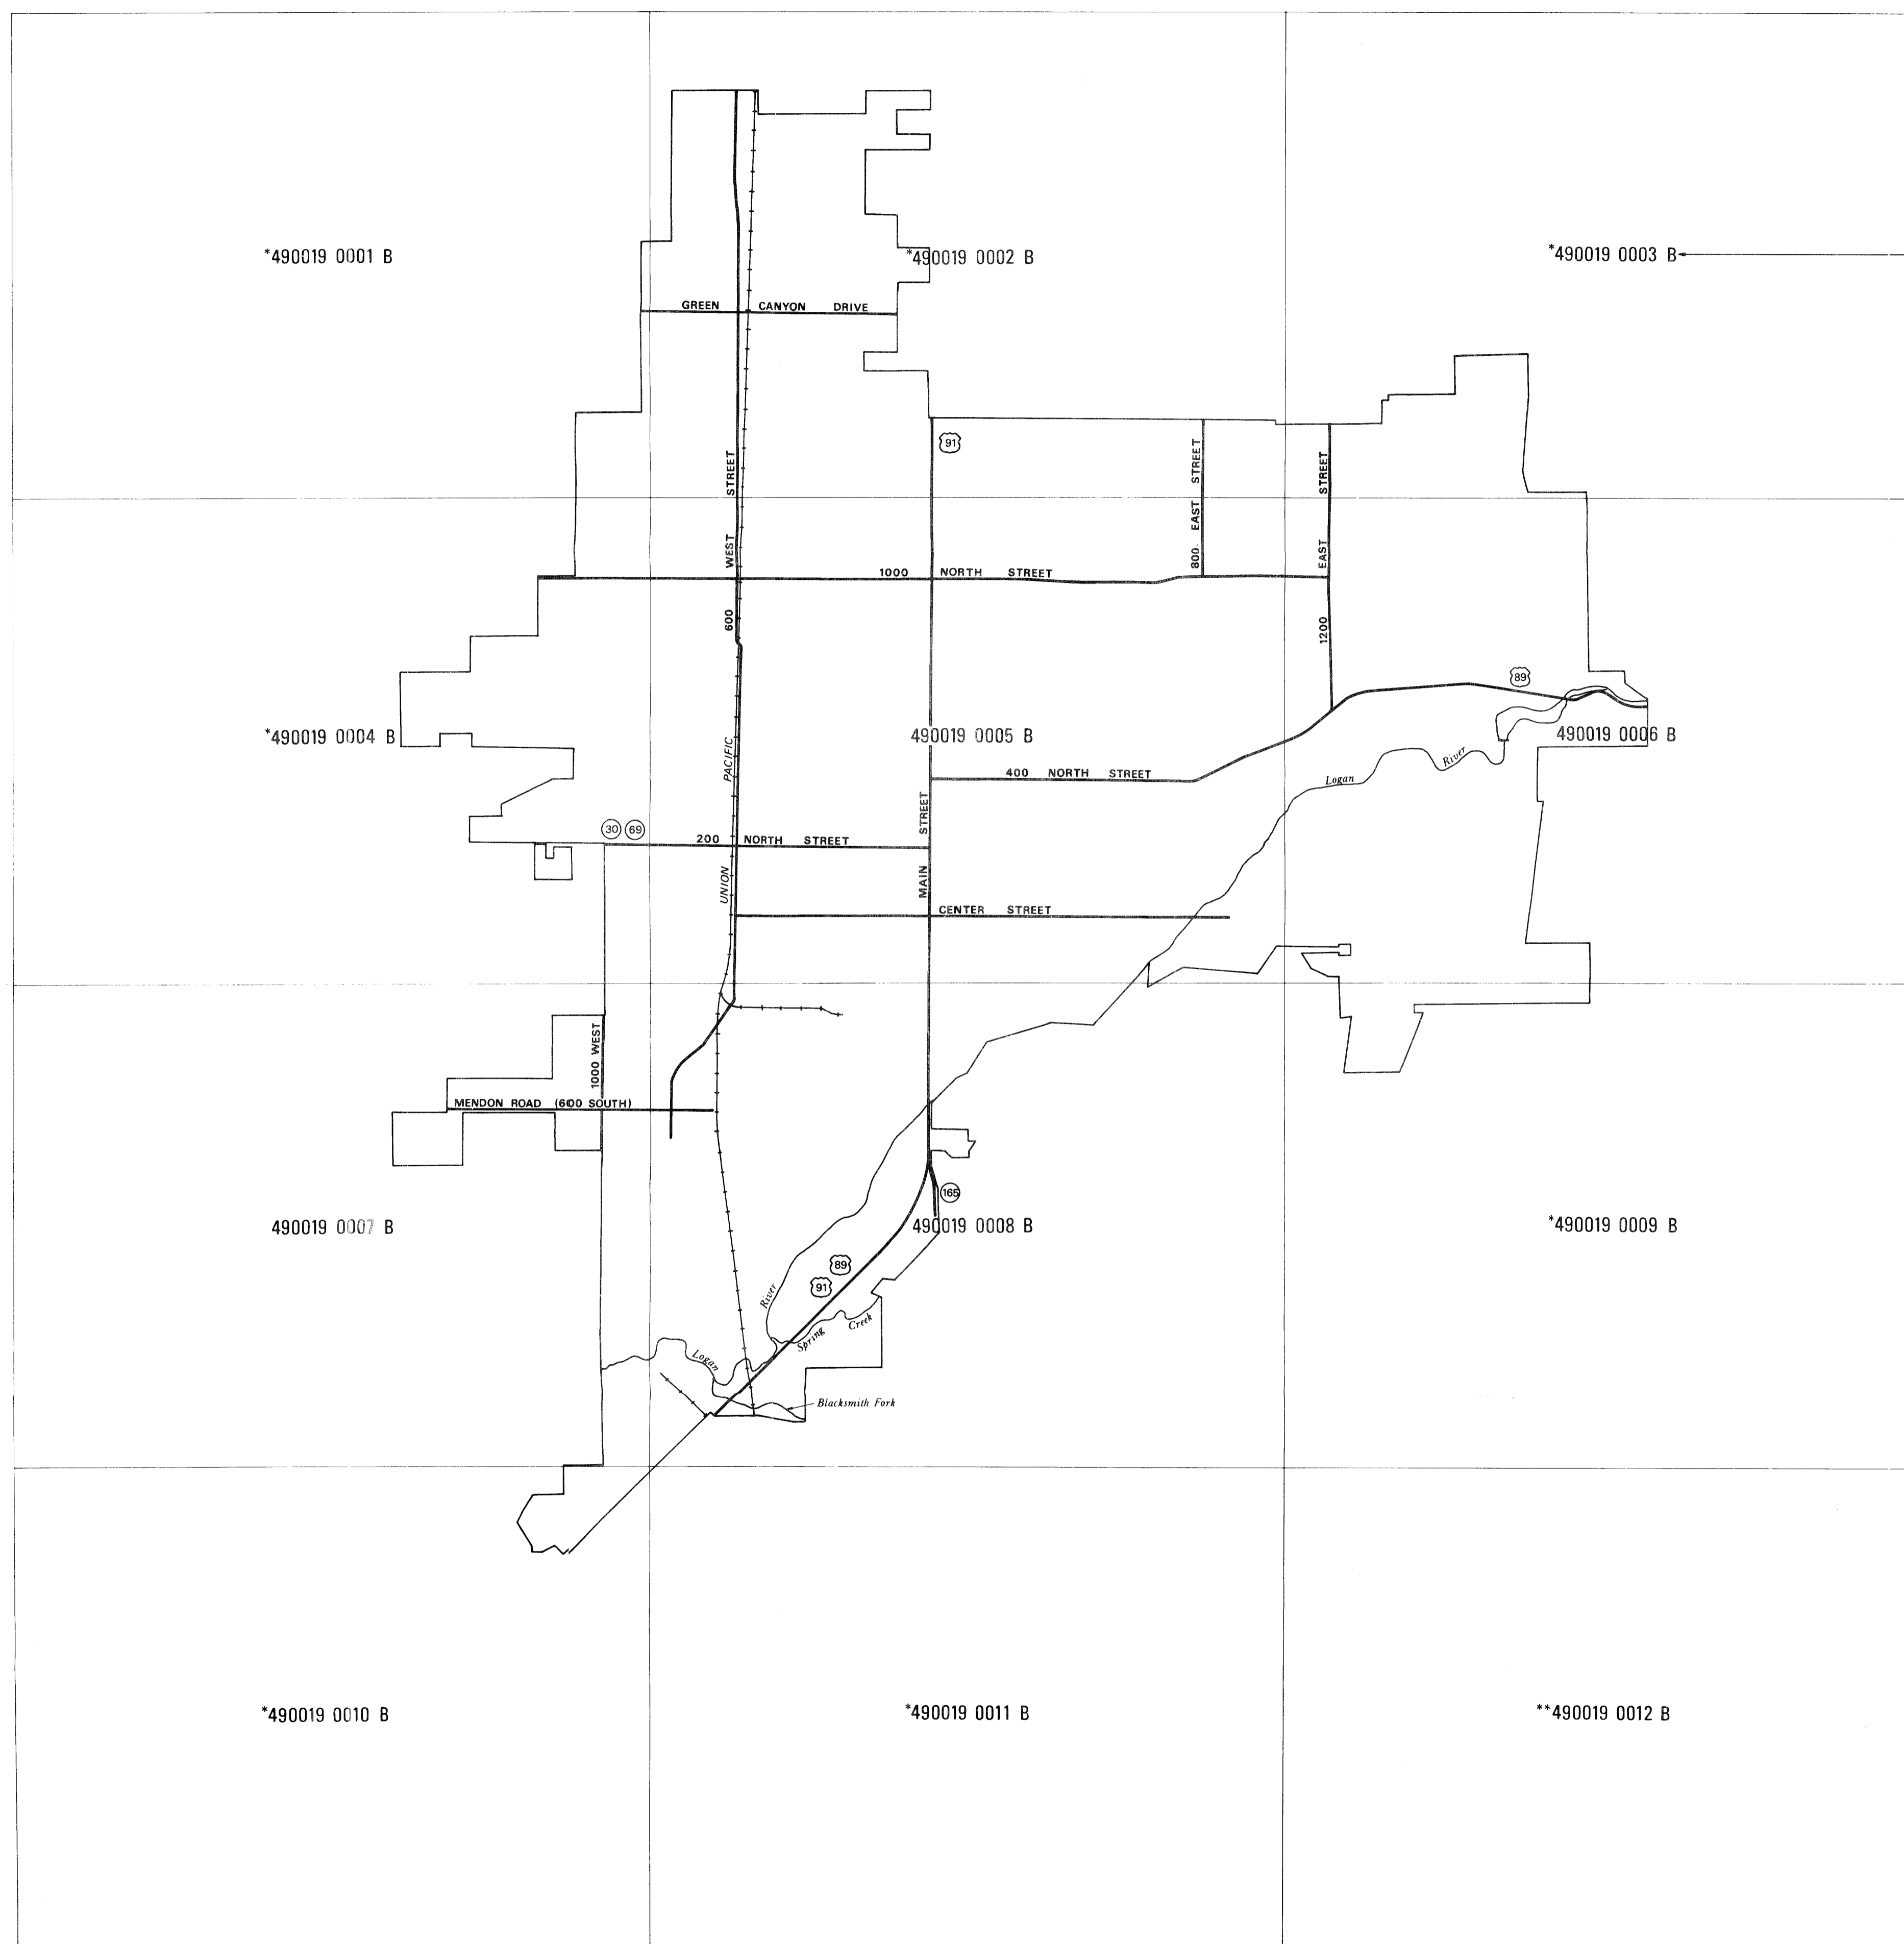 *490019 0001 B
*490019 0002 B
*490019 0003 B
GREEN CANYON DRIVE
91
600 WEST STREET
800 EAST STREET
1200 EAST STREET
1000 NORTH STREET
89
*490019 0004 B
490019 0005 B
490019 0006 B
UNION PACIFIC
400 NORTH STREET
Logan River
MAIN STREET
30 69
200 NORTH STREET
CENTER STREET
1000 WEST
MENDON ROAD (600 SOUTH)
165
490019 0007 B
490019 0008 B
*490019 0009 B
89
91
Logan River
Spring Creek
Blacksmith Fork
*490019 0010 B
*490019 0011 B
**490019 0012 B